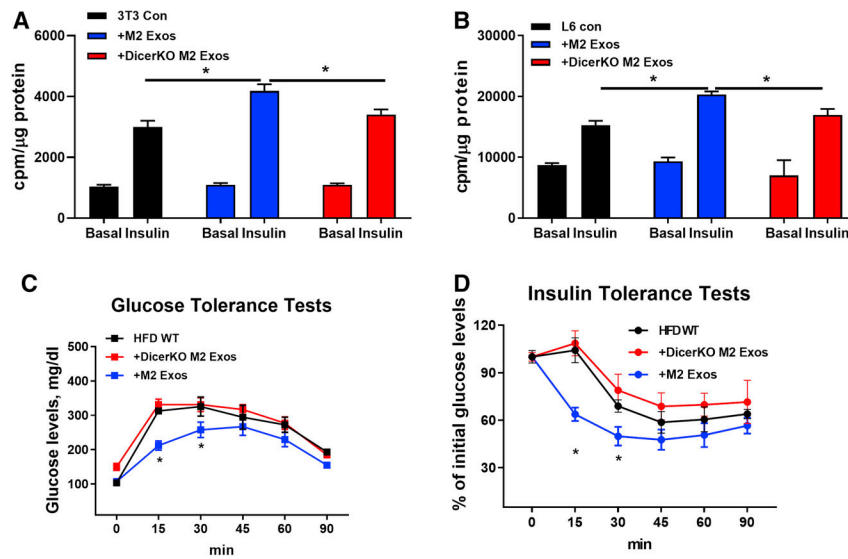 A
3T3 Con
+M2 Exos
+DicerKO M2 Exos
cpm/µg protein
6000
4000
2000
0
*
*
Basal Insulin Basal Insulin Basal Insulin
B
L6 con
+M2 Exos
+DicerKO M2 Exos
cpm/µg protein
30000
20000
10000
0
*
*
Basal Insulin Basal Insulin Basal Insulin
C
Glucose Tolerance Tests
HFD WT
+DicerKO M2 Exos
+M2 Exos
Glucose levels, mg/dl
500
400
300
200
100
*
*
0 15 30 45 60 90
min
D
Insulin Tolerance Tests
HFDWT
+DicerKO M2 Exos
+M2 Exos
% of initial glucose levels
120
90
60
30
*
*
0 15 30 45 60 90
min